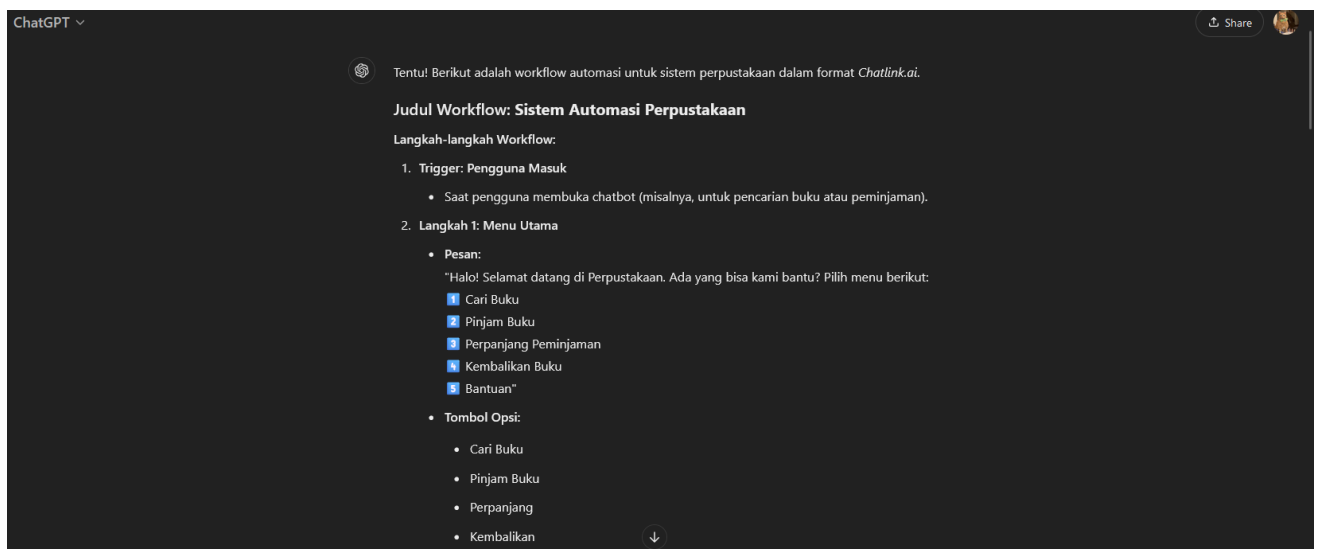 ChatGPT
Share
Tentu! Berikut adalah workflow automasi untuk sistem perpustakaan dalam format Chatlink.ai.
Judul Workflow: Sistem Automasi Perpustakaan
Langkah-langkah Workflow:
1. Trigger: Pengguna Masuk
• Saat pengguna membuka chatbot (misalnya, untuk pencarian buku atau peminjaman).
2. Langkah 1: Menu Utama
• Pesan:
"Halo! Selamat datang di Perpustakaan. Ada yang bisa kami bantu? Pilih menu berikut:
1️⃣ Cari Buku
2️⃣ Pinjam Buku
3️⃣ Perpanjang Peminjaman
4️⃣ Kembalikan Buku
5️⃣ Bantuan"
• Tombol Opsi:
• Cari Buku
• Pinjam Buku
• Perpanjang
• Kembalikan